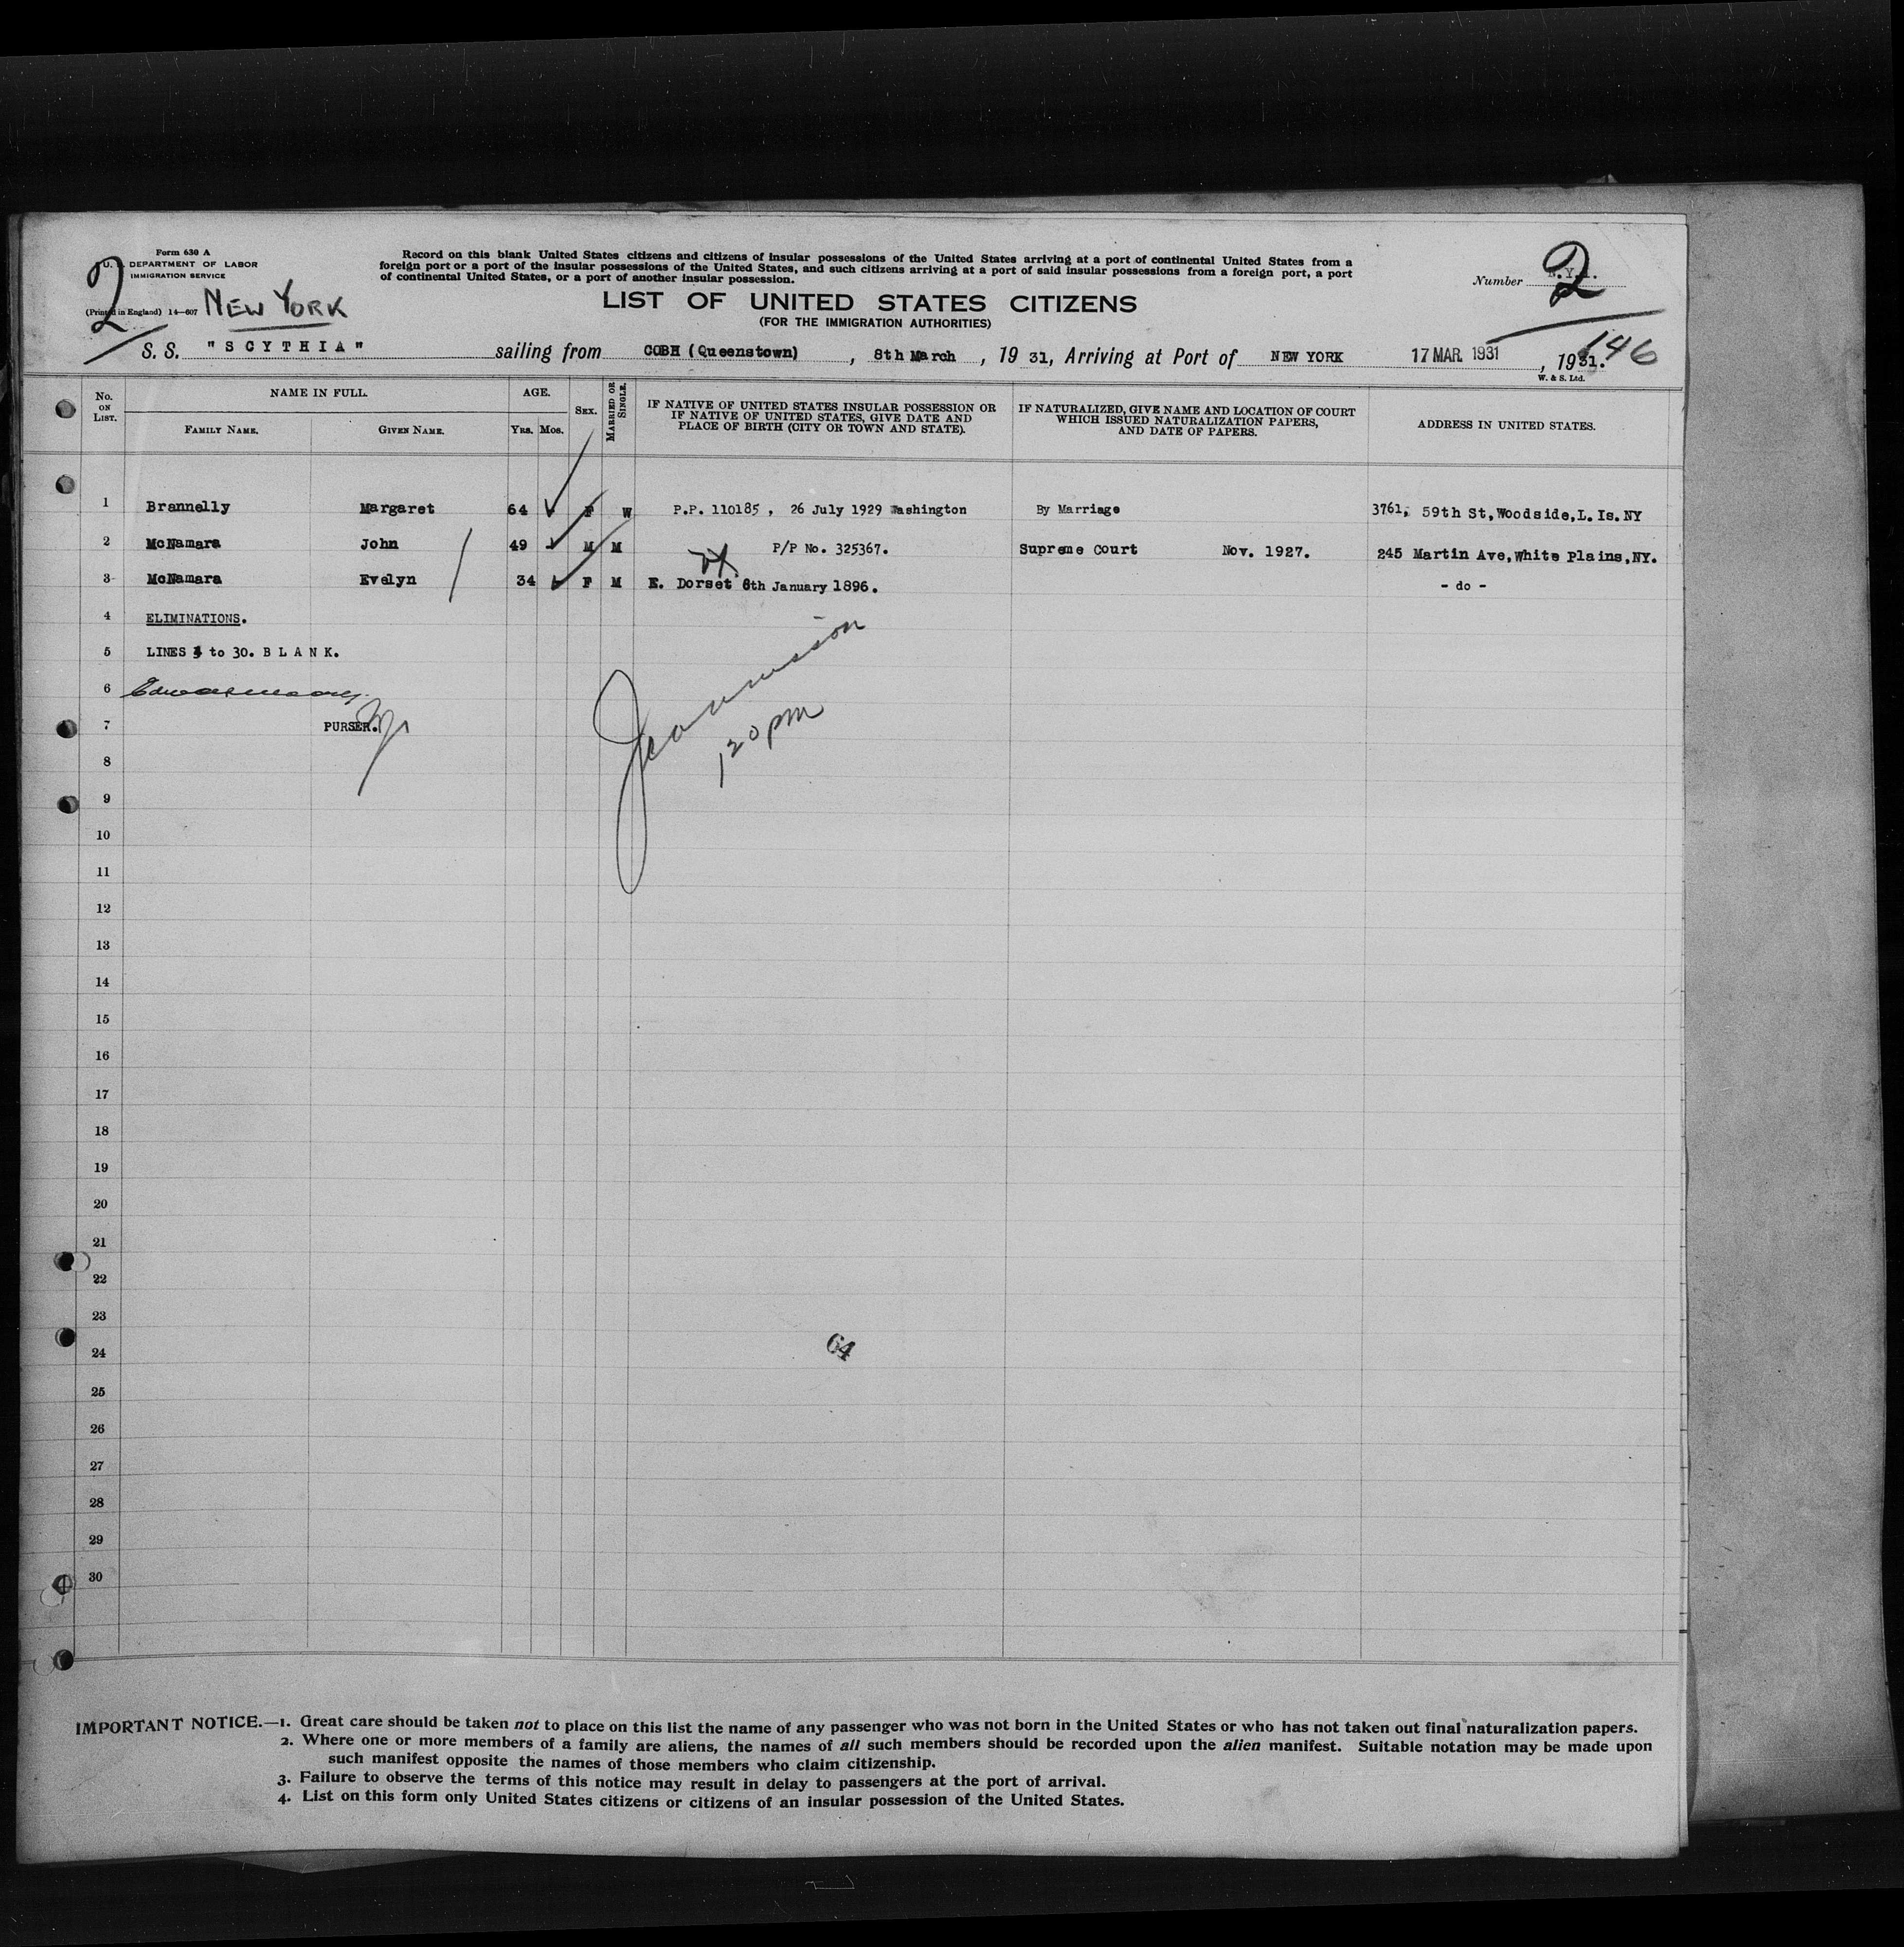 Form 630 A
U. S. DEPARTMENT OF LABOR
IMMIGRATION SERVICE
(Printed in England) 14—607
2
NEW YORK
Record on this blank United States citizens and citizens of insular possessions of the United States arriving at a port of continental United States from a
foreign port or a port of the insular possessions of the United States, and such citizens arriving at a port of said insular possessions from a foreign port, a port
of continental United States, or a port of another insular possession.
LIST OF UNITED STATES CITIZENS
(FOR THE IMMIGRATION AUTHORITIES)
Number 2
146
S. S. "SCYTHIA" sailing from COBH (Queenstown), 8th March, 19 31, Arriving at Port of NEW YORK 17 MAR. 1931, 1931.
W. & S. Ltd.
No. ON LIST.
NAME IN FULL.
FAMILY NAME. GIVEN NAME.
AGE.
YRS. MOS.
SEX.
MARRIED OR SINGLE.
IF NATIVE OF UNITED STATES INSULAR POSSESSION OR
IF NATIVE OF UNITED STATES, GIVE DATE AND
PLACE OF BIRTH (CITY OR TOWN AND STATE).
IF NATURALIZED, GIVE NAME AND LOCATION OF COURT
WHICH ISSUED NATURALIZATION PAPERS,
AND DATE OF PAPERS.
ADDRESS IN UNITED STATES.
1 Brannelly Margaret 64 F W P.P. 110185, 26 July 1929 Washington By Marriage 3761, 59th St,Woodside,L.Is.NY
2 McNamara John 49 M M P/P No. 325367. Supreme Court Nov. 1927. 245 Martin Ave,White Plains,NY.
3 McNamara Evelyn 34 F M E. Dorset 6th January 1896. - do -
4 ELIMINATIONS.
5 LINES 4 to 30. B L A N K.
6
7 PURSER.
120 pm
8
9
10
11
12
13
14
15
16
17
18
19
20
21
22
23
64
24
25
26
27
28
29
30
IMPORTANT NOTICE.—1. Great care should be taken not to place on this list the name of any passenger who was not born in the United States or who has not taken out final naturalization papers.
2. Where one or more members of a family are aliens, the names of all such members should be recorded upon the alien manifest. Suitable notation may be made upon
such manifest opposite the names of those members who claim citizenship.
3. Failure to observe the terms of this notice may result in delay to passengers at the port of arrival.
4. List on this form only United States citizens or citizens of an insular possession of the United States.